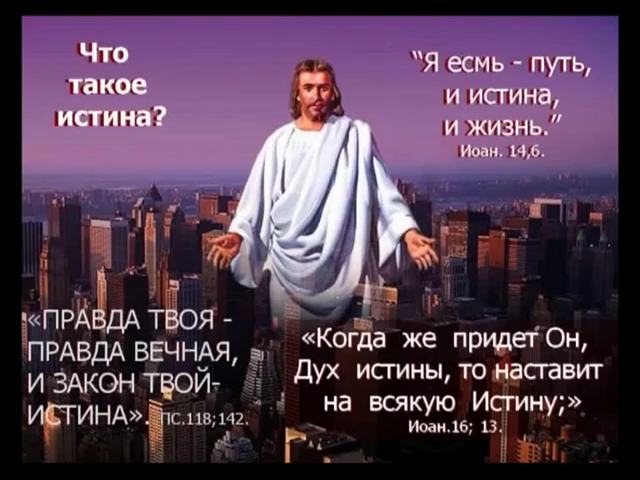 Что
такое
истина?
“Я есмь - путь,
и истина,
и жизнь.”
Иоан. 14,6.
«ПРАВДА ТВОЯ -
ПРАВДА ВЕЧНАЯ,
И ЗАКОН ТВОЙ-
ИСТИНА». ПС.118;142.
«Когда же придет Он,
Дух истины, то наставит
на всякую Истину;»
Иоан.16; 13.